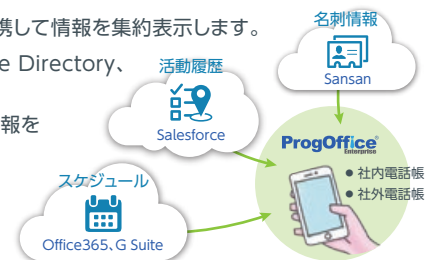 携して情報を集約表示します。
e Directory、
報を
名刺情報
Sansan
活動履歴
Salesforce
スケジュール
Office365、G Suite
ProgOffice®
Enterprise
● 社内電話帳
● 社外電話帳